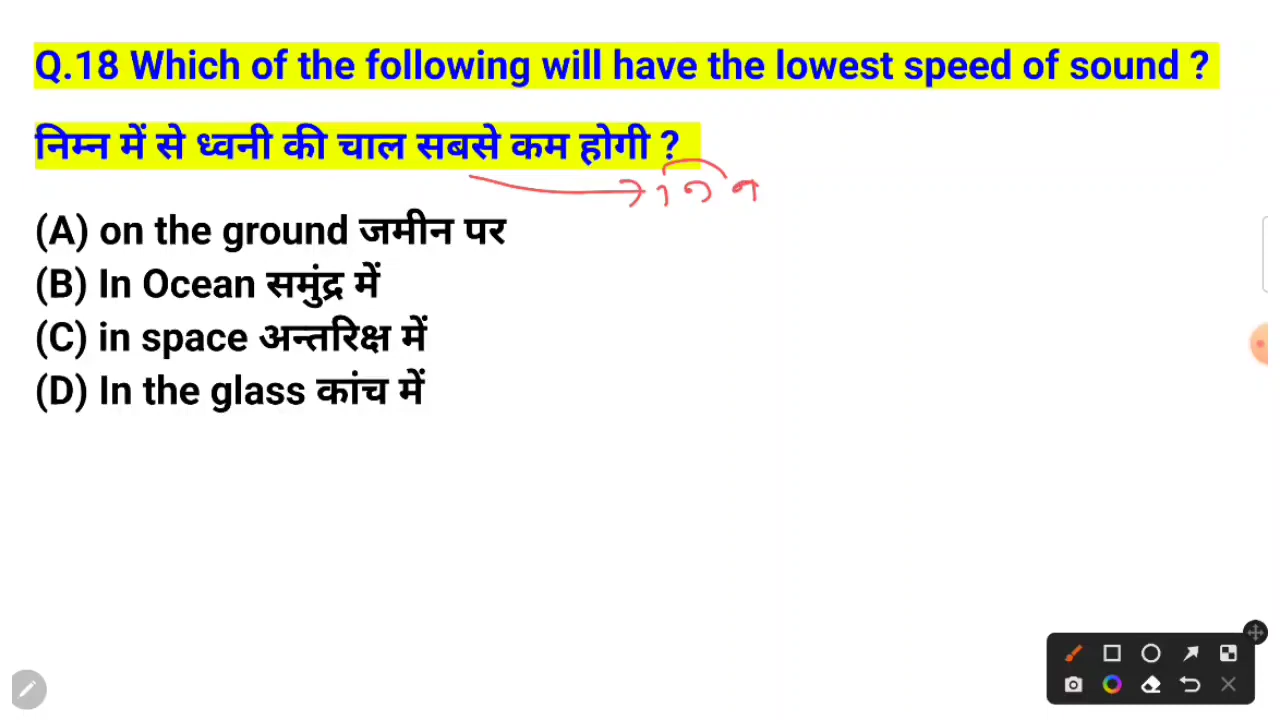 Q.18 Which of the following will have the lowest speed of sound ?
निम्न में से ध्वनी की चाल सबसे कम होगी ?
(A) on the ground जमीन पर
(B) In Ocean समुंद्र में
(C) in space अन्तरिक्ष में
(D) In the glass कांच में